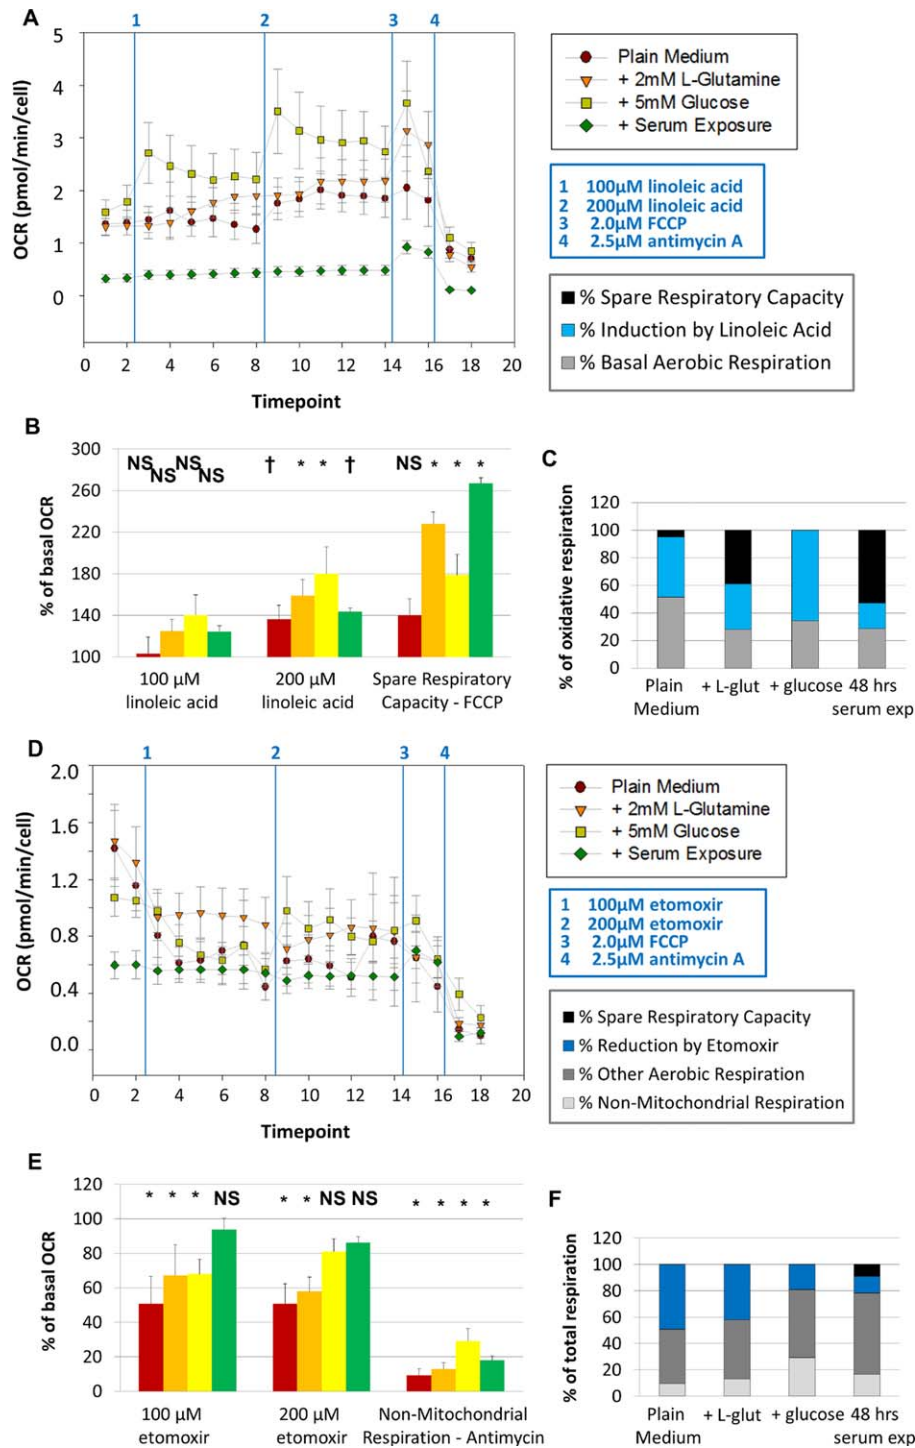 A
1 2 3 4
OCR (pmol/min/cell)
5
4
3
2
1
0
0 2 4 6 8 10 12 14 16 18 20
Timepoint
Plain Medium
+ 2mM L-Glutamine
+ 5mM Glucose
+ Serum Exposure
1 100µM linoleic acid
2 200µM linoleic acid
3 2.0µM FCCP
4 2.5µM antimycin A
% Spare Respiratory Capacity
% Induction by Linoleic Acid
% Basal Aerobic Respiration
B
% of basal OCR
300
260
220
180
140
100
NS NS NS NS † * * † NS * * *
100 µM 200 µM Spare Respiratory
linoleic acid linoleic acid Capacity - FCCP
C
% of oxidative respiration
120
100
80
60
40
20
0
Plain + L-glut + glucose 48 hrs
Medium serum exp
D
1 2 3 4
OCR (pmol/min/cell)
2.0
1.6
1.2
0.8
0.4
0.0
0 2 4 6 8 10 12 14 16 18 20
Timepoint
Plain Medium
+ 2mM L-Glutamine
+ 5mM Glucose
+ Serum Exposure
1 100µM etomoxir
2 200µM etomoxir
3 2.0µM FCCP
4 2.5µM antimycin A
% Spare Respiratory Capacity
% Reduction by Etomoxir
% Other Aerobic Respiration
% Non-Mitochondrial Respiration
E
% of basal OCR
120
100
80
60
40
20
0
* * * NS * * NS NS * * * *
100 µM 200 µM Non-Mitochondrial
etomoxir etomoxir Respiration - Antimycin
F
% of total respiration
120
100
80
60
40
20
0
Plain + L-glut + glucose 48 hrs
Medium serum exp